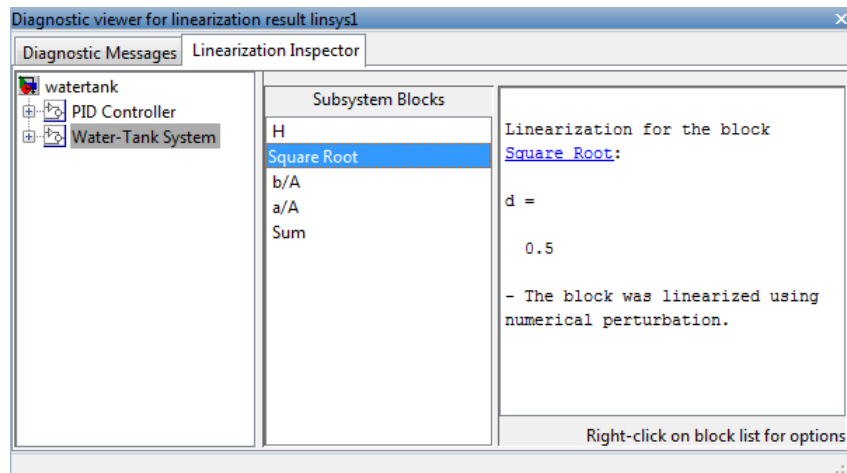 Diagnostic viewer for linearization result linsys1
Diagnostic Messages
Linearization Inspector
watertank
PID Controller
Water-Tank System
Subsystem Blocks
H
Square Root
b/A
a/A
Sum
Linearization for the block
Square Root:
d =
0.5
- The block was linearized using
numerical perturbation.
Right-click on block list for options